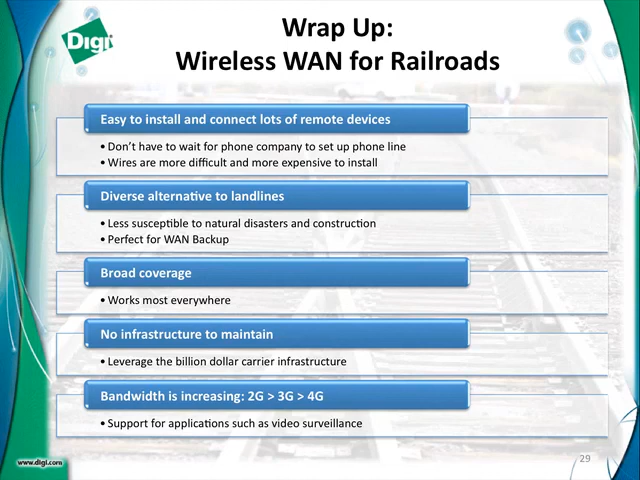 Digi
Wrap Up:
Wireless WAN for Railroads
Easy to install and connect lots of remote devices
• Don’t have to wait for phone company to set up phone line
• Wires are more difficult and more expensive to install
Diverse alternative to landlines
• Less susceptible to natural disasters and construction
• Perfect for WAN Backup
Broad coverage
• Works most everywhere
No infrastructure to maintain
• Leverage the billion dollar carrier infrastructure
Bandwidth is increasing: 2G > 3G > 4G
• Support for applications such as video surveillance
www.digi.com
29